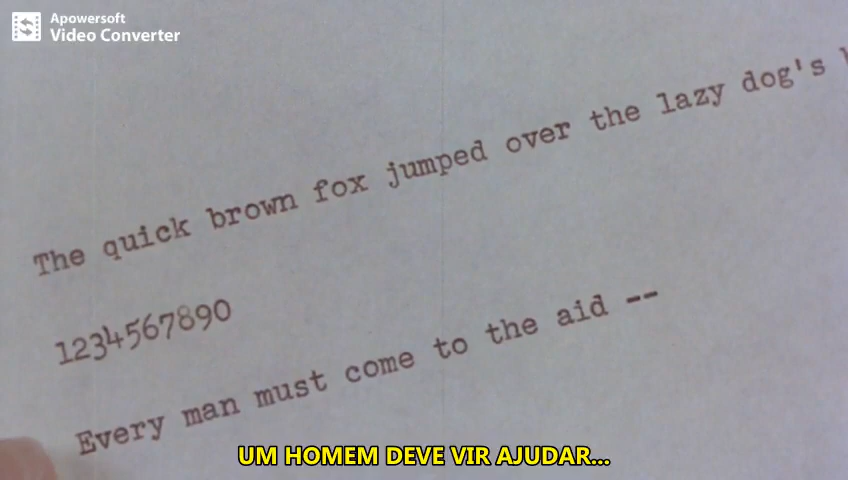 Apowersoft
Video Converter
The quick brown fox jumped over the lazy dog's
1234567890
Every man must come to the aid --
UM HOMEM DEVE VIR AJUDAR...